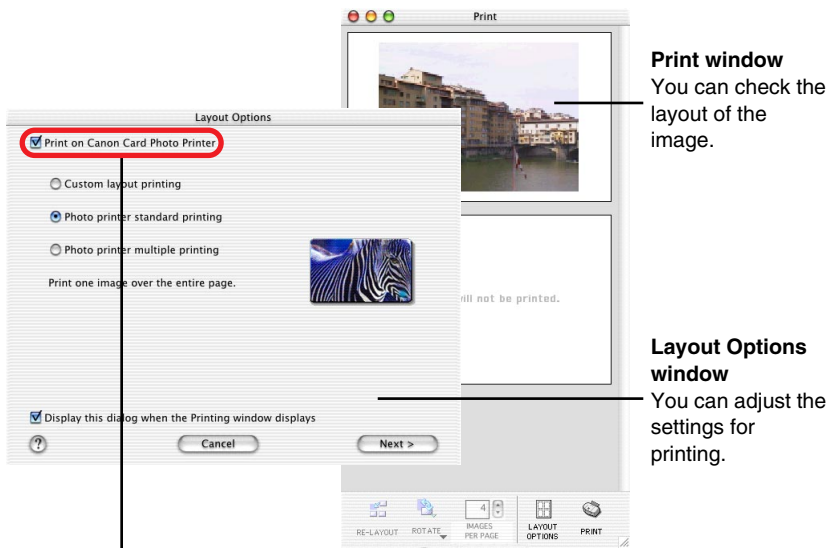 Print
Print window
You can check the
layout of the
image.
Layout Options
Print on Canon Card Photo Printer
Custom layout printing
Photo printer standard printing
Photo printer multiple printing
Print one image over the entire page.
will not be printed.
Layout Options
window
You can adjust the
settings for
printing.
Display this dialog when the Printing window displays
?
Cancel
Next >
4
RE-LAYOUT
ROTATE
IMAGES
PER PAGE
LAYOUT
OPTIONS
PRINT